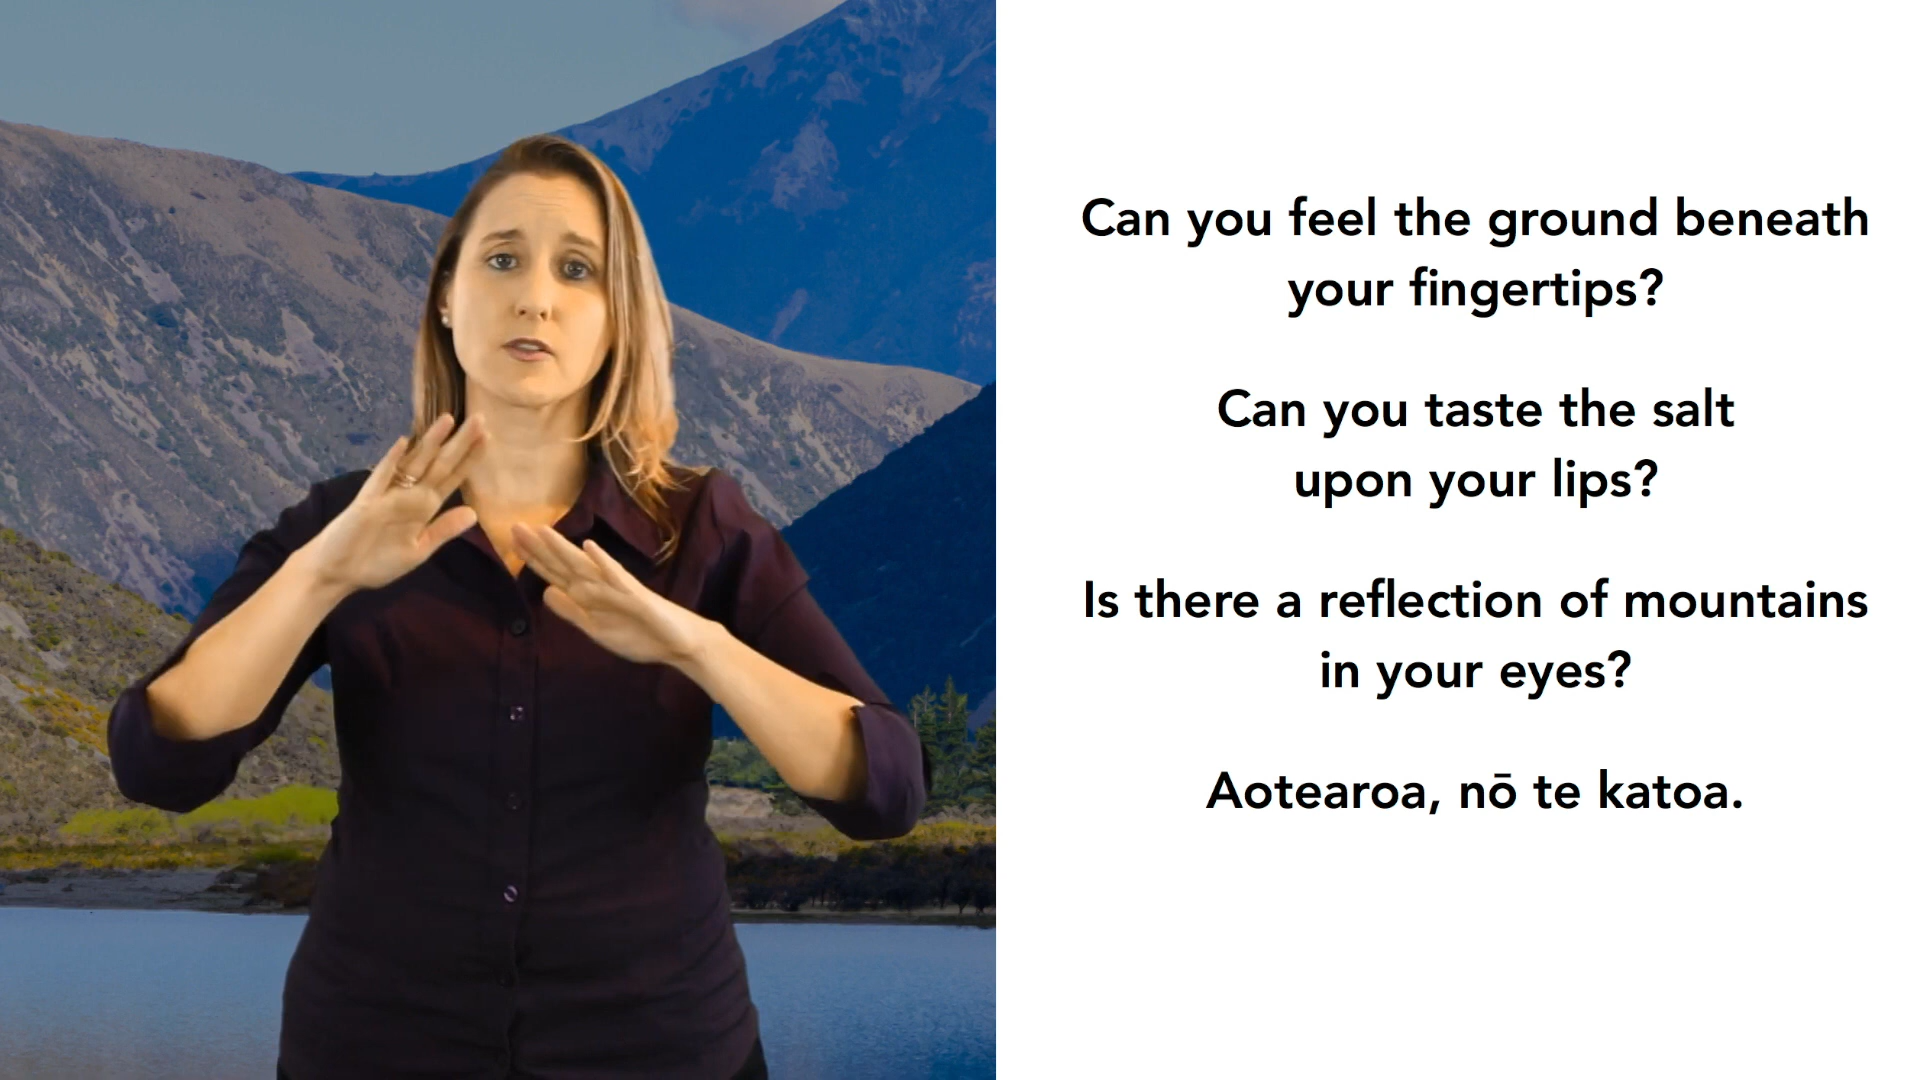 Can you feel the ground beneath
your fingertips?
Can you taste the salt
upon your lips?
Is there a reflection of mountains
in your eyes?
Aotearoa, nō te katoa.